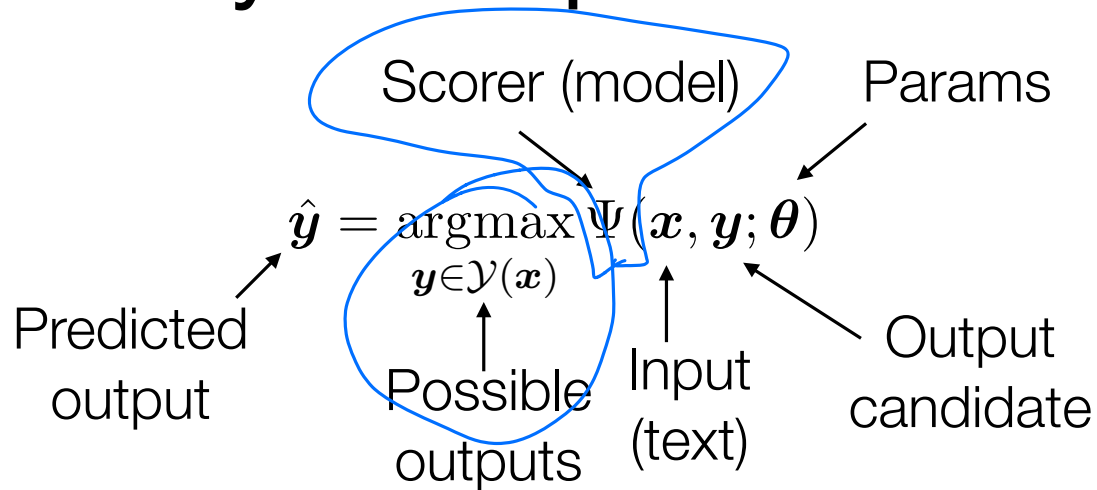 Scorer (model)
Params
ŷ = argmax Ψ(x, y; θ)
y∈𝒴(x)
Predicted
output
Possible
outputs
Input
(text)
Output
candidate